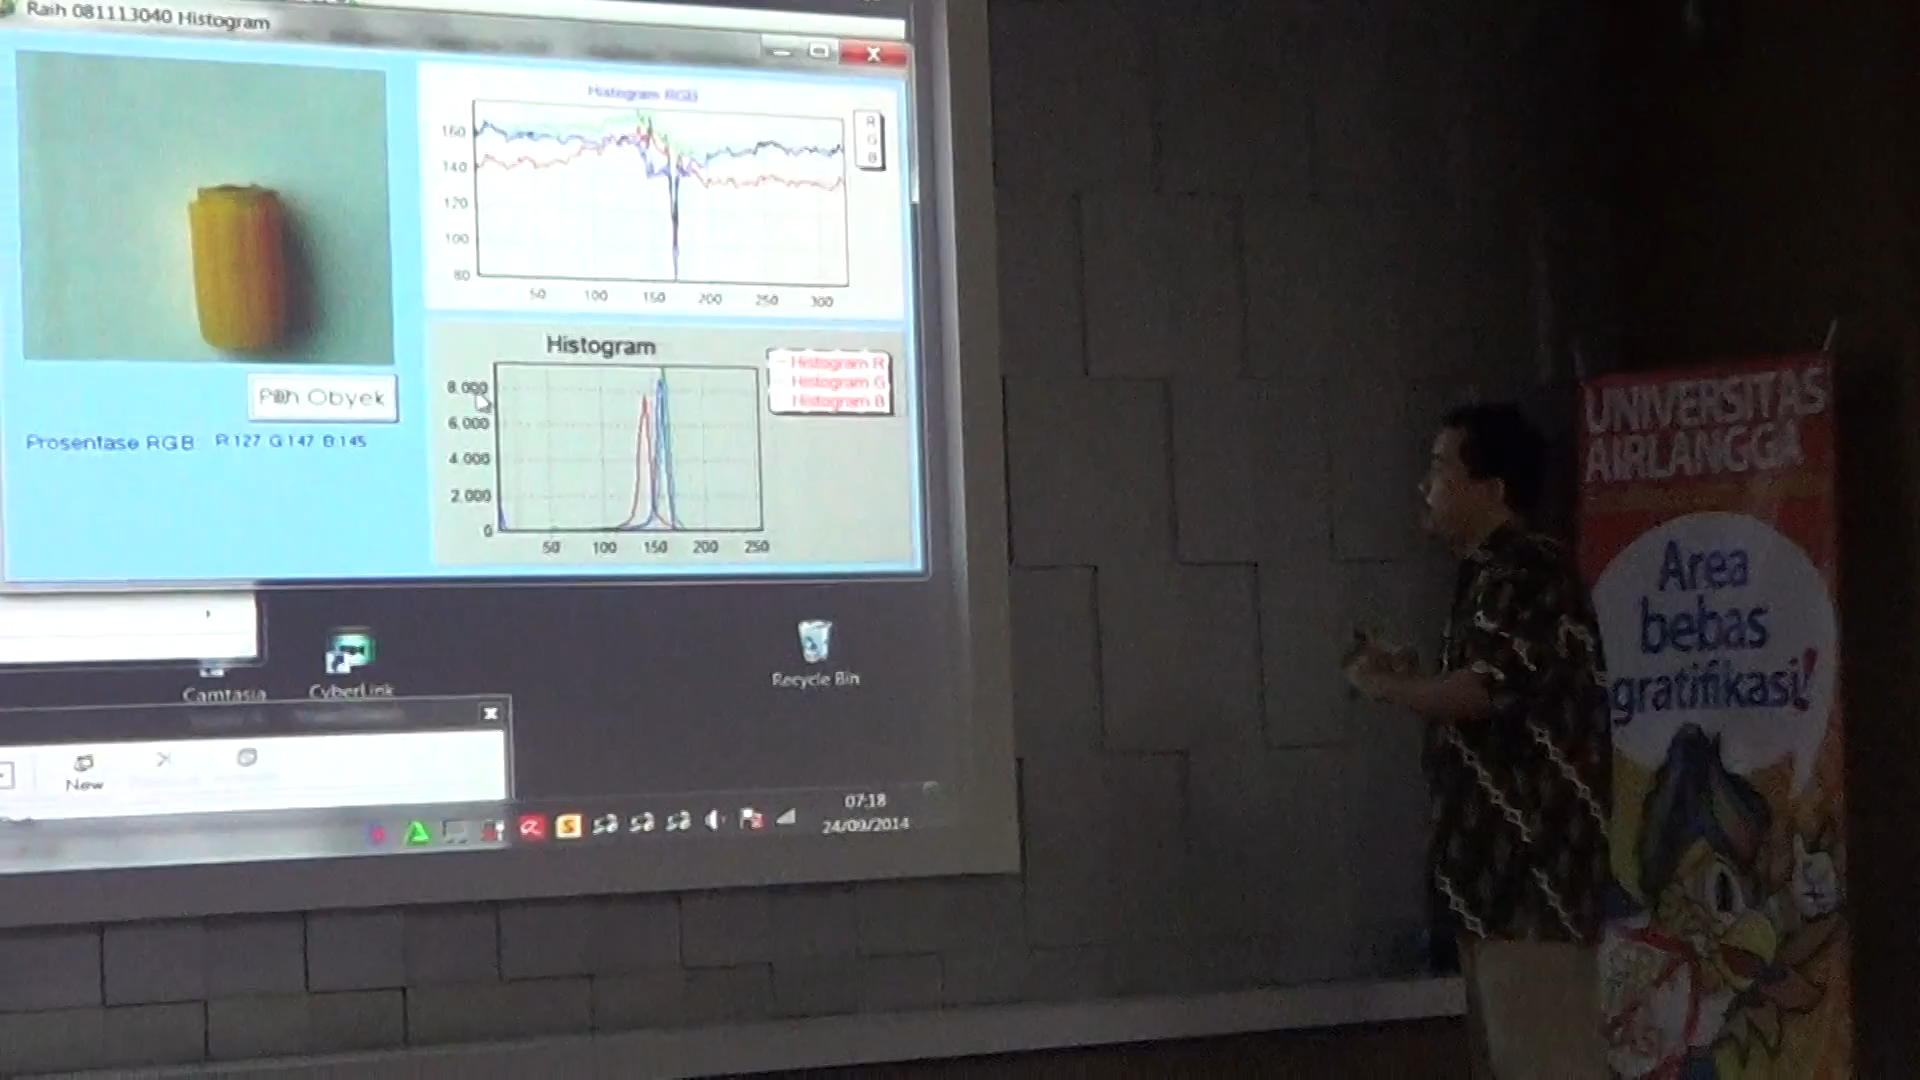 Raih 081113040 Histogram
Histogram RGB
R
G
B
160
140
120
100
80
50 100 150 200 250 300
Obyek
Prosentase RGB: R:127 G:147 B:145
Histogram
8.000
6.000
4.000
2.000
0
50 100 150 200 250
Histogram R
Histogram G
Histogram B
Camtasia
CyberLink
Recycle Bin
New
07:18
24/09/2014
UNIVERSITAS
AIRLANGGA
Area
bebas
gratifikasi!